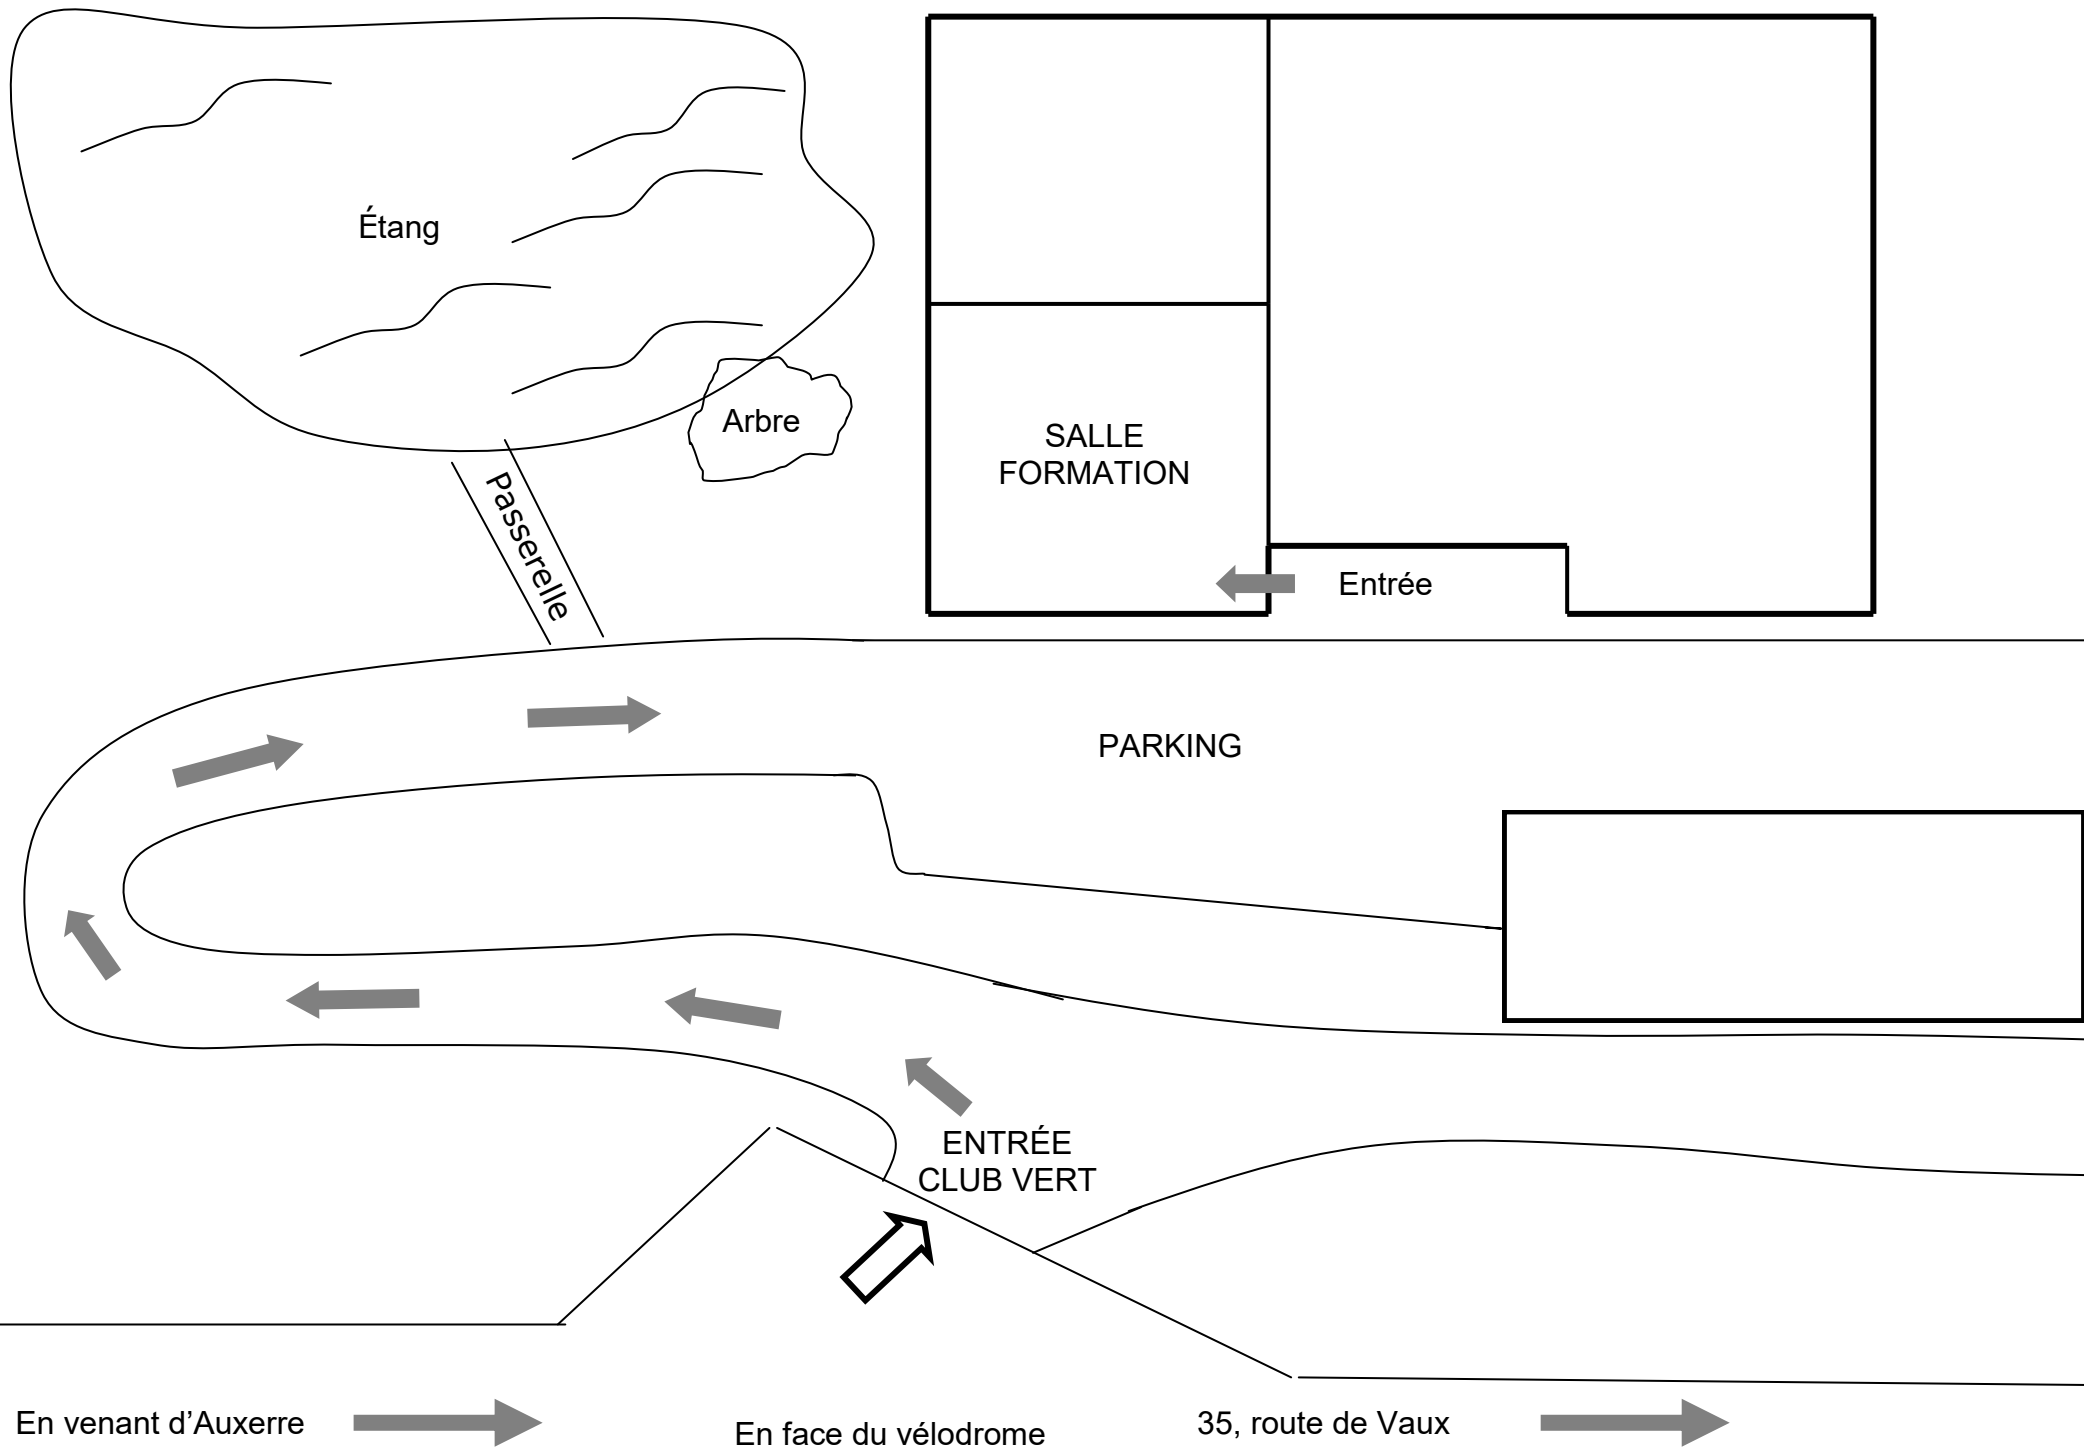 Étang
Arbre
SALLE
FORMATION
Passerelle
Entrée
PARKING
ENTRÉE
CLUB VERT
En venant d’Auxerre
En face du vélodrome
35, route de Vaux